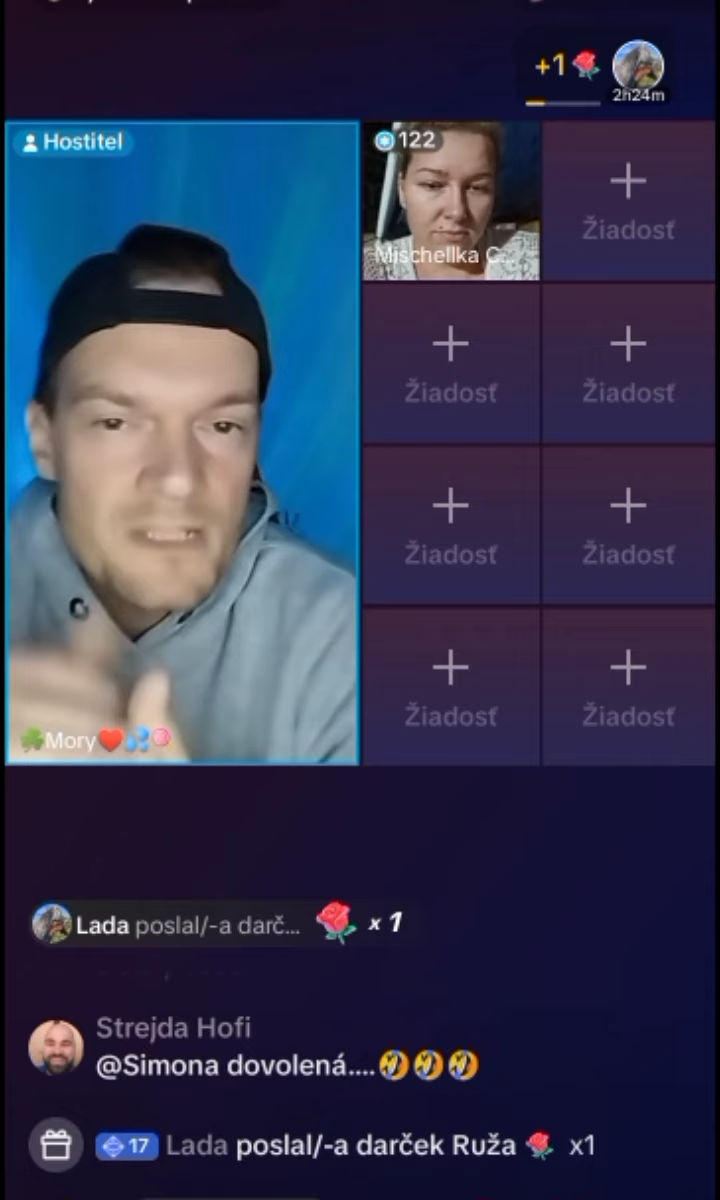 +1🌹
2h24m
Hostitel
122
Mischellka C...
Žiadosť
Žiadosť
Žiadosť
Žiadosť
Žiadosť
Žiadosť
Žiadosť
🍀Mory❤️💦🍭
Lada poslal/-a darč... 🌹 x 1
Strejda Hofi
@Simona dovolená....🤣🤣🤣
17 Lada poslal/-a darček Ruža 🌹 x1